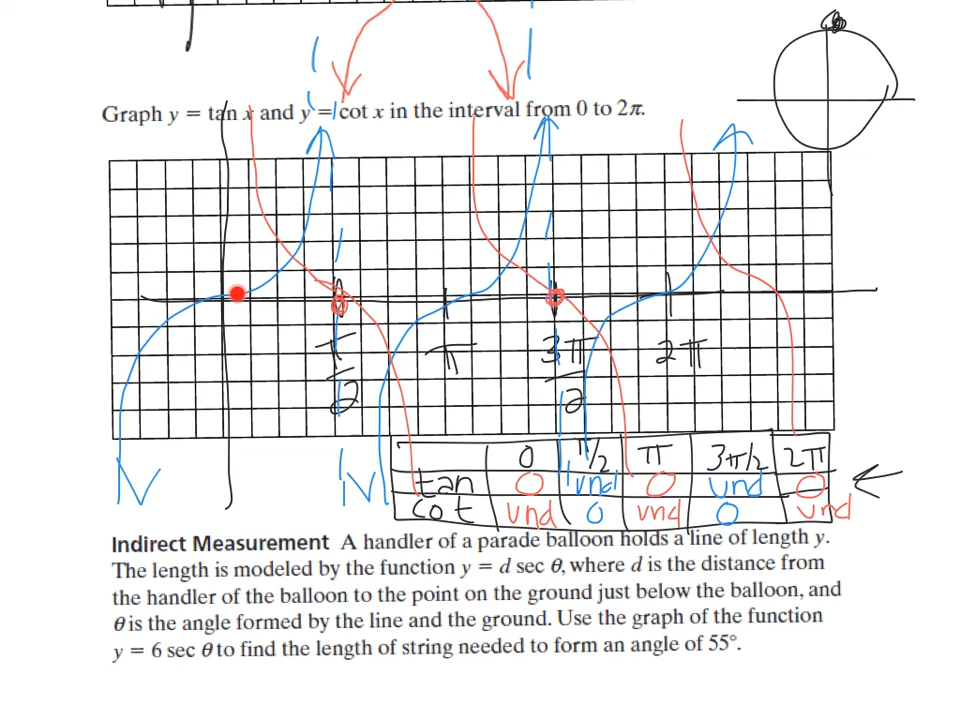 Graph y = tan x and y = cot x in the interval from 0 to 2π.
π/2 π 3π/2 2π
0 π/2 π 3π/2 2π
tan 0 und 0 und 0
cot und 0 und 0 und
Indirect Measurement A handler of a parade balloon holds a line of length y.
The length is modeled by the function y = d sec θ, where d is the distance from
the handler of the balloon to the point on the ground just below the balloon, and
θ is the angle formed by the line and the ground. Use the graph of the function
y = 6 sec θ to find the length of string needed to form an angle of 55°.